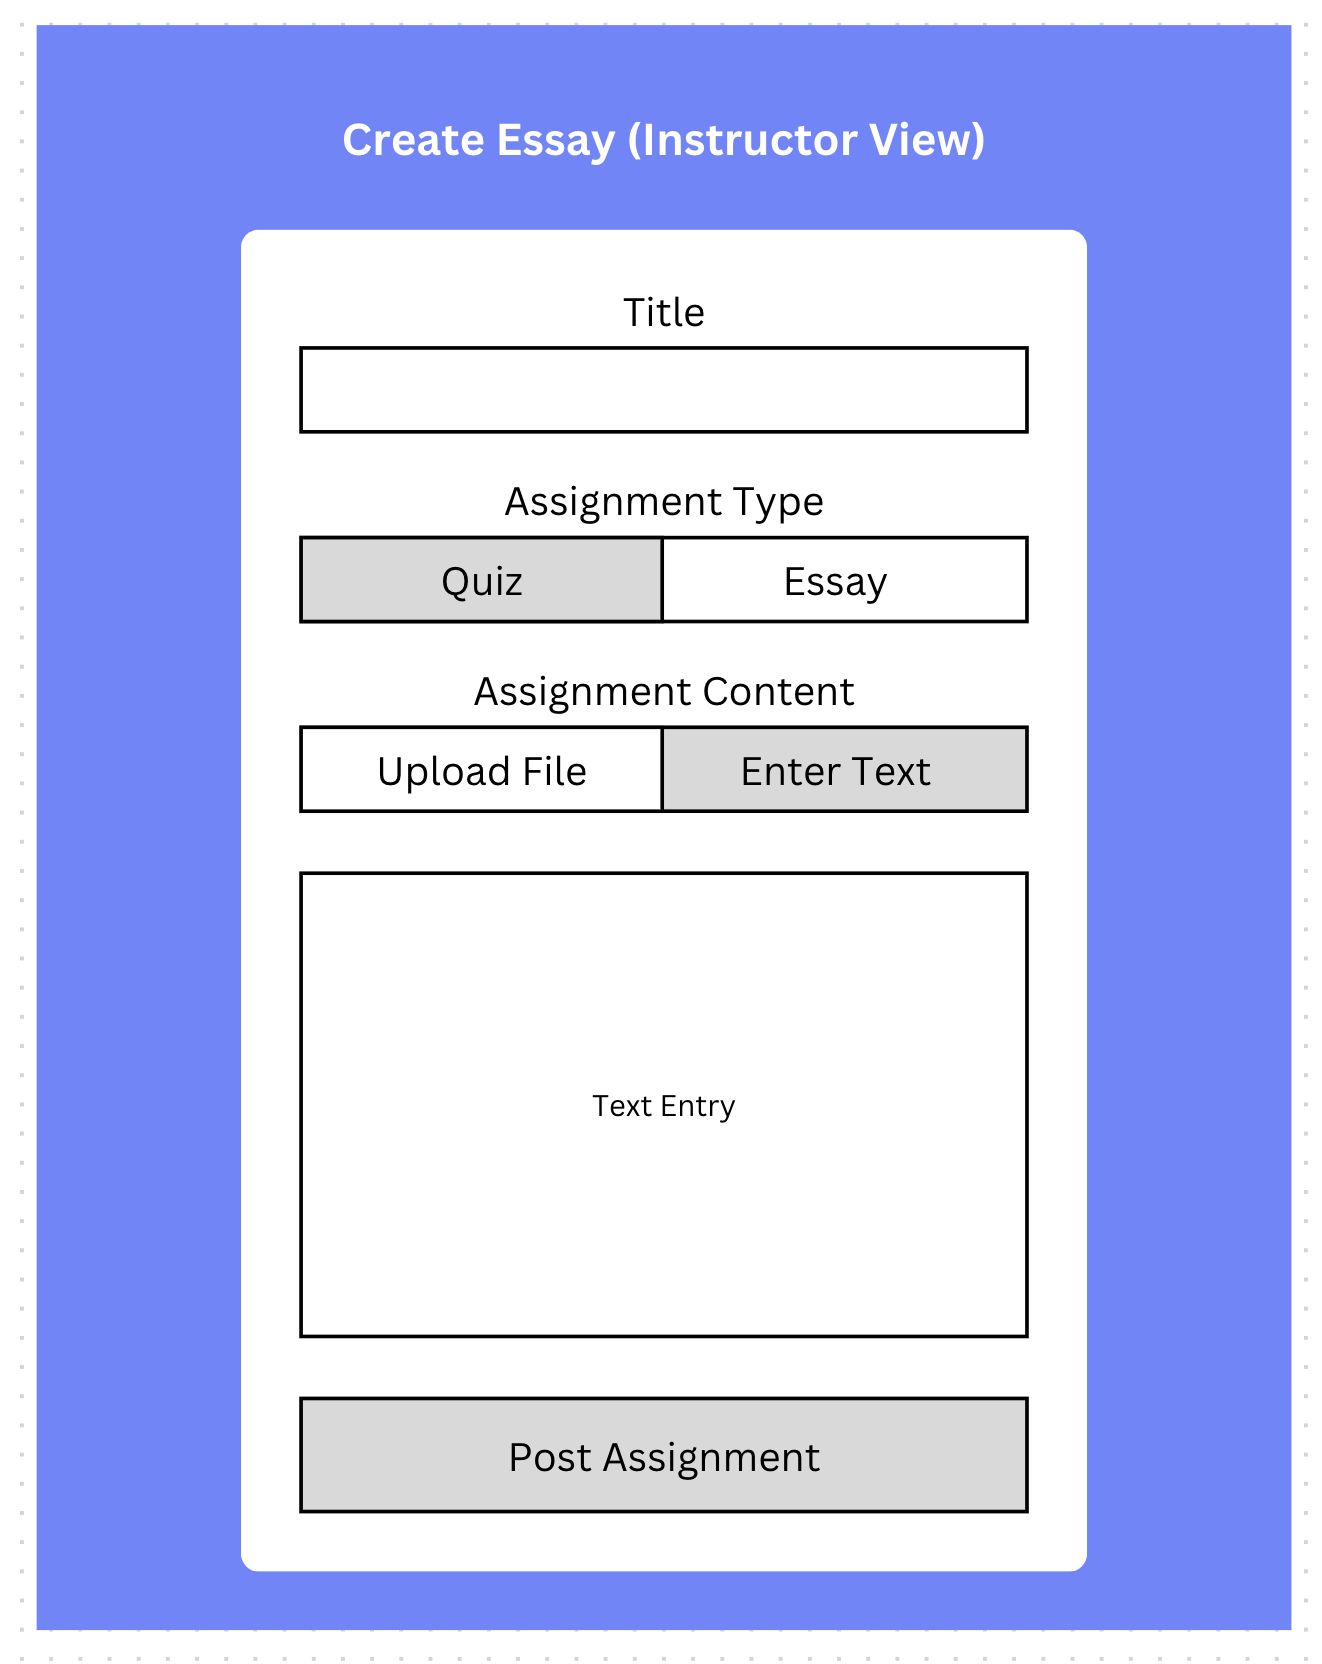 Create Essay (Instructor View)
Title
Assignment Type
Quiz
Essay
Assignment Content
Upload File
Enter Text
Text Entry
Post Assignment